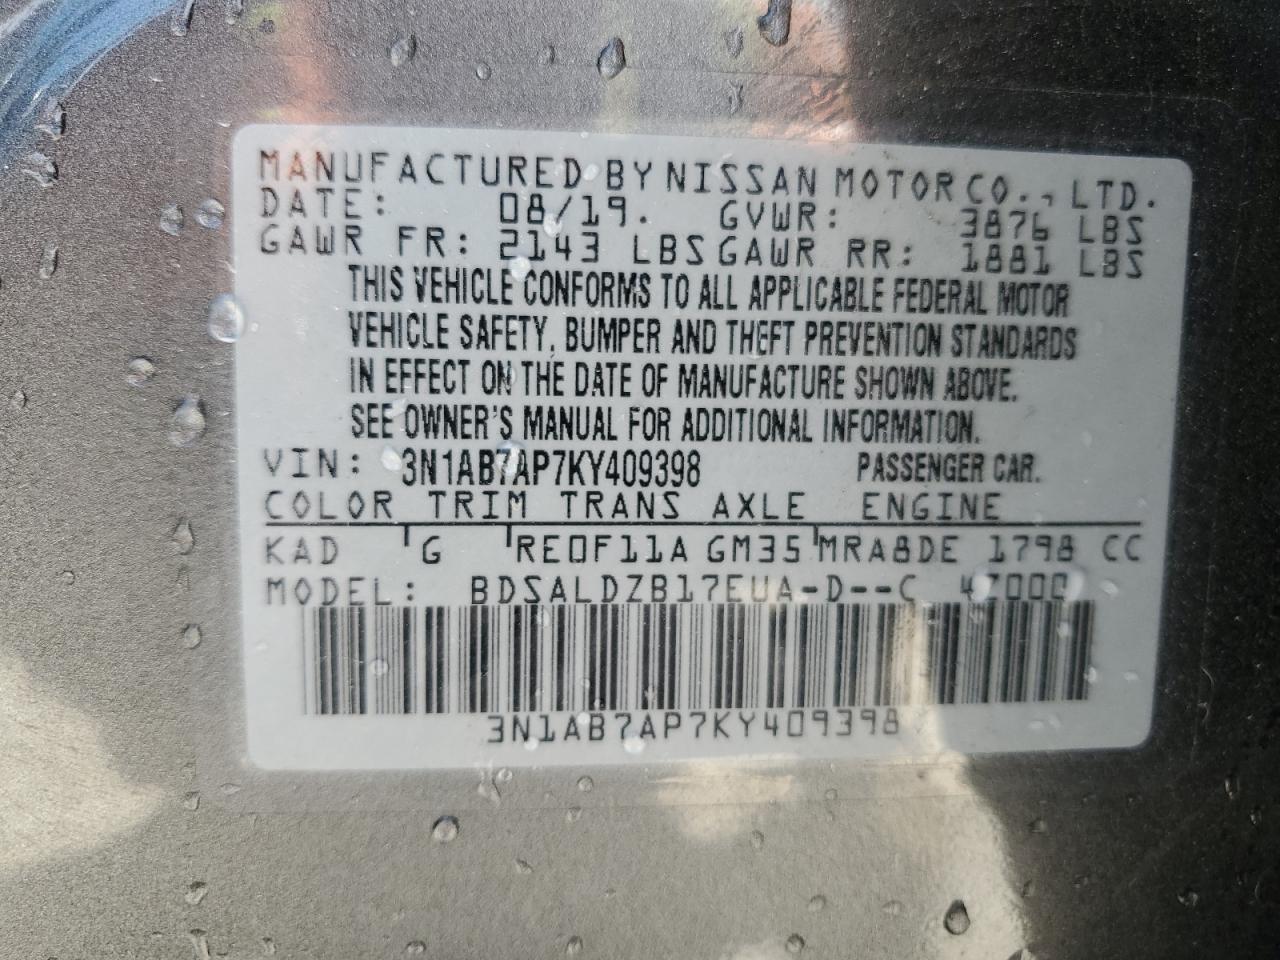 MANUFACTURED BY NISSAN MOTOR CO., LTD.
DATE: 08/19. GVWR: 3876 LBS
GAWR FR: 2143 LBS GAWR RR: 1881 LBS
THIS VEHICLE CONFORMS TO ALL APPLICABLE FEDERAL MOTOR
VEHICLE SAFETY, BUMPER AND THEFT PREVENTION STANDARDS
IN EFFECT ON THE DATE OF MANUFACTURE SHOWN ABOVE.
SEE OWNER'S MANUAL FOR ADDITIONAL INFORMATION.
VIN: 3N1AB7AP7KY409398 PASSENGER CAR.
COLOR TRIM TRANS AXLE ENGINE
KAD G RE0F11A GM35 MRA8DE 1798 CC
MODEL: BDSALDZB17EUA-D--C 47000
3N1AB7AP7KY409398